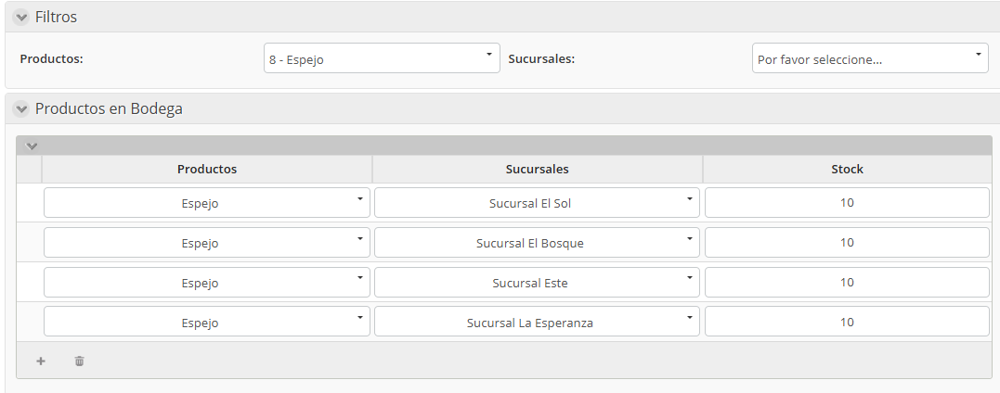 Filtros
Productos: 8 - Espejo Sucursales: Por favor seleccione...
Productos en Bodega
Productos Sucursales Stock
Espejo Sucursal El Sol 10
Espejo Sucursal El Bosque 10
Espejo Sucursal Este 10
Espejo Sucursal La Esperanza 10